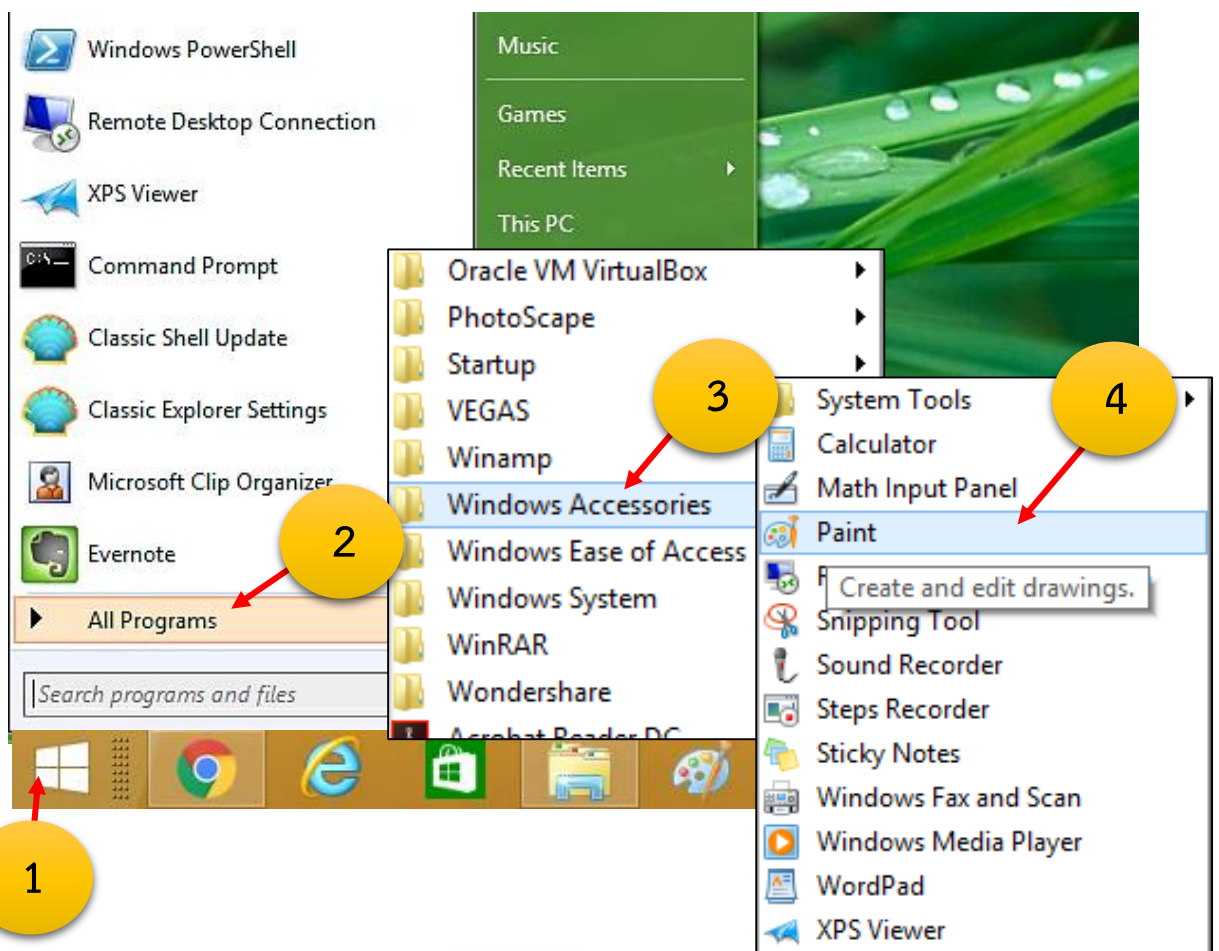 Windows PowerShell
Remote Desktop Connection
XPS Viewer
C:\
Command Prompt
Classic Shell Update
Classic Explorer Settings
Microsoft Clip Organizer
Evernote
All Programs
Search programs and files
Music
Games
Recent Items
This PC
Oracle VM VirtualBox
PhotoScape
Startup
VEGAS
Winamp
Windows Accessories
Windows Ease of Access
Windows System
WinRAR
Wondershare
Acrobat Reader DC
System Tools
Calculator
Math Input Panel
Paint
Create and edit drawings.
Snipping Tool
Sound Recorder
Steps Recorder
Sticky Notes
Windows Fax and Scan
Windows Media Player
WordPad
XPS Viewer
1
2
3
4